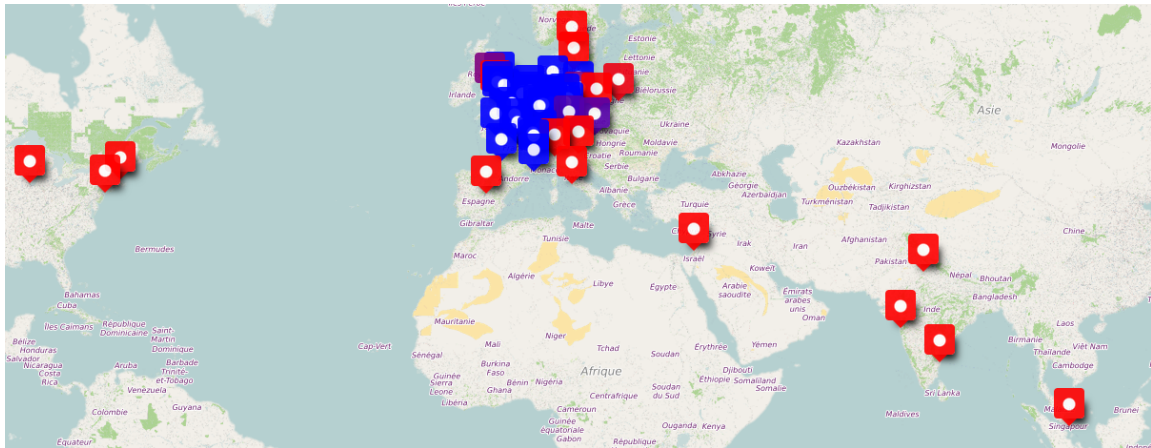 Norv
Estonie
Lettonie
Irlande
Biélorussie
Ukraine
Moldavie
Hongrie
Roumanie
Croatie
Serbie
Bulgarie
Andorre
Albanie
Grèce
Espagne
Gibraltar
Malte
Tunisie
Maroc
Algérie
Libye
Égypte
Israël
Syrie
Turquie
Abkhazie
Géorgie
Azerbaïdjan
Irak
Iran
Koweït
Arabie
saoudite
Émirats
arabes
unis
Oman
Yémen
Asie
Kazakhstan
Mongolie
Ouzbékistan
Kirghizstan
Turkménistan
Tadjikistan
Afghanistan
Pakistan
Chine
Népal
Bhoutan
Bangladesh
Inde
Birmanie
Laos
Thaïlande
Viêt Nam
Cambodge
Sri Lanka
Maldives
Singapour
Brunei
Bermudes
Bahamas
Cuba
Îles Caïmans
République
Dominicaine
Saint-
Martin
Dominique
Belize
Honduras
Salvador
Nicaragua
Costa
Rica
Aruba
Barbade
Trinité-
et-Tobago
Venezuela
Guyana
Colombie
Équateur
Cap-Vert
Mauritanie
Mali
Niger
Tchad
Soudan
Érythrée
Sénégal
Burkina
Faso
Guinée
Sierra
Leone
Bénin
Nigéria
Ghana
Libéria
Afrique
Soudan
du Sud
Djibouti
Éthiopie
Somaliland
Somalie
Centrafrique
Cameroun
Guinée
équatoriale
Gabon
République
Ouganda
Kenya